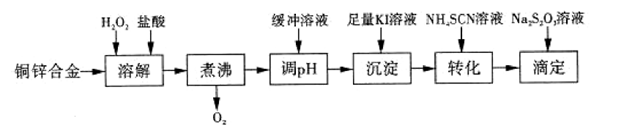 H₂O₂ 盐酸 缓冲溶液 足量KI溶液 NH₄SCN溶液 Na₂S₂O₃溶液
铜锌合金 溶解 煮沸 调pH 沉淀 转化 滴定
O₂